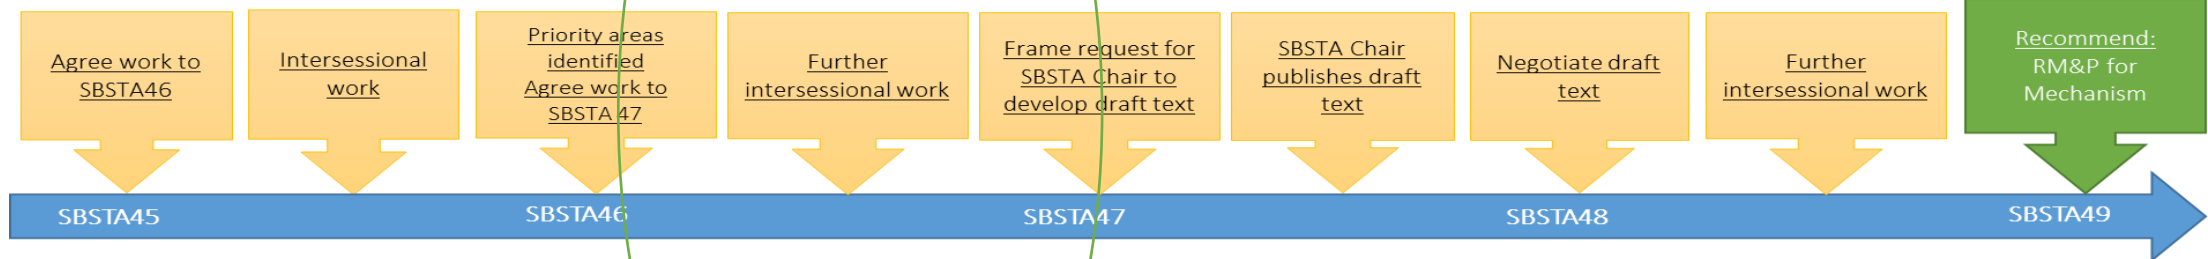 Agree work to
SBSTA46
Intersessional
work
Priority areas
identified
Agree work to
SBSTA 47
Further
intersessional work
Frame request for
SBSTA Chair to
develop draft text
SBSTA Chair
publishes draft
text
Negotiate draft
text
Further
intersessional work
Recommend:
RM&P for
Mechanism
SBSTA45
SBSTA46
SBSTA47
SBSTA48
SBSTA49